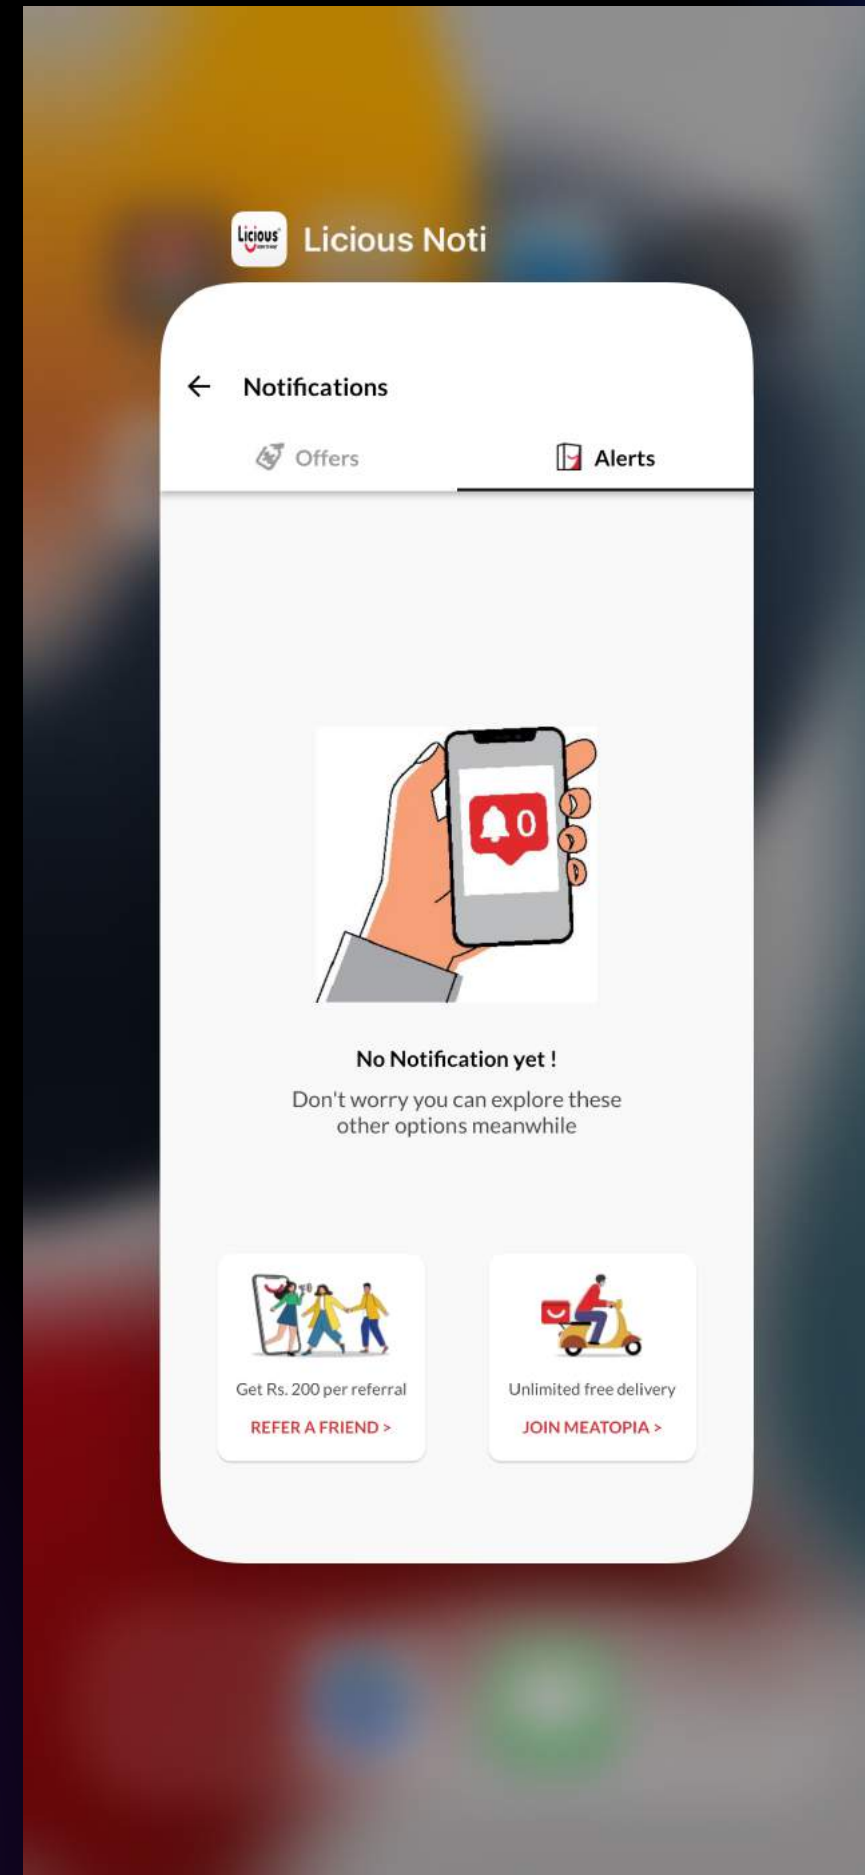 Licious
Licious Noti
Notifications
Offers
Alerts
No Notification yet !
Don't worry you can explore these
other options meanwhile
0
Get Rs. 200 per referral
REFER A FRIEND >
Unlimited free delivery
JOIN MEATOPIA >